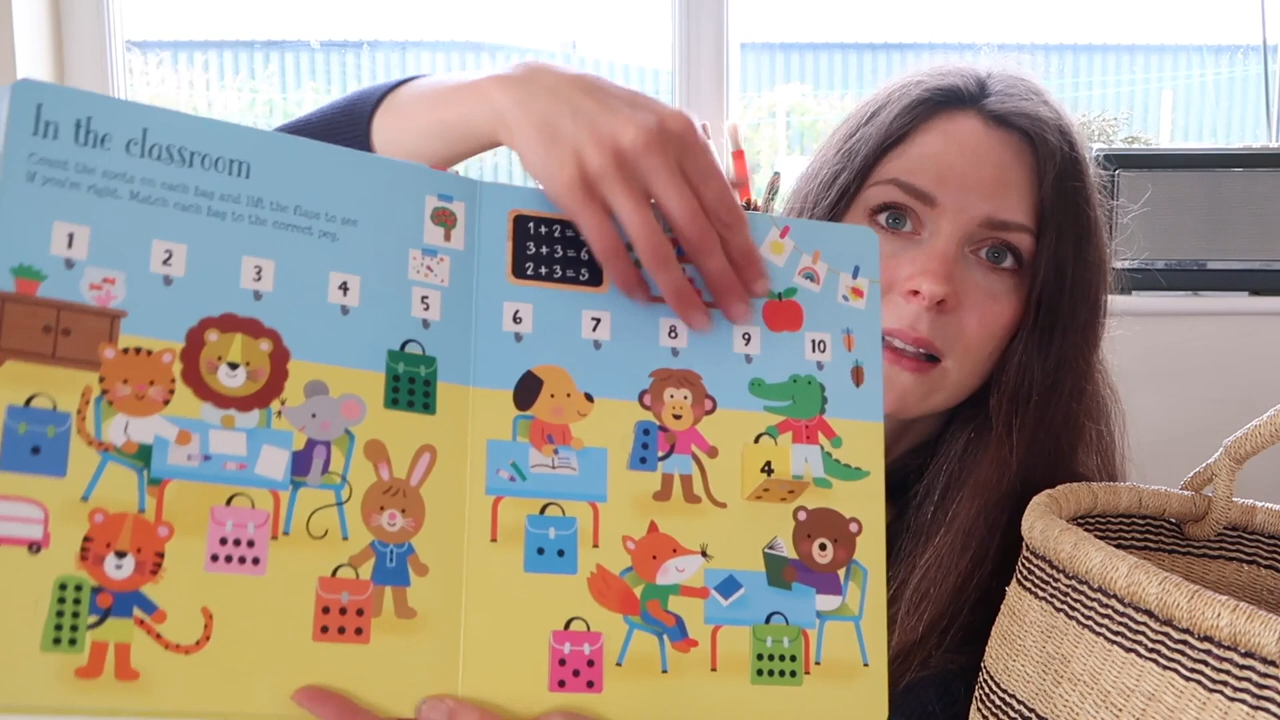 In the classroom
Count the spots on each bag and lift the flaps to see
if you're right. Match each bag to the correct peg.
1
2
3
4
5
1 + 2 =
3 + 3 = 6
2 + 3 = 5
6
7
8
9
10
4